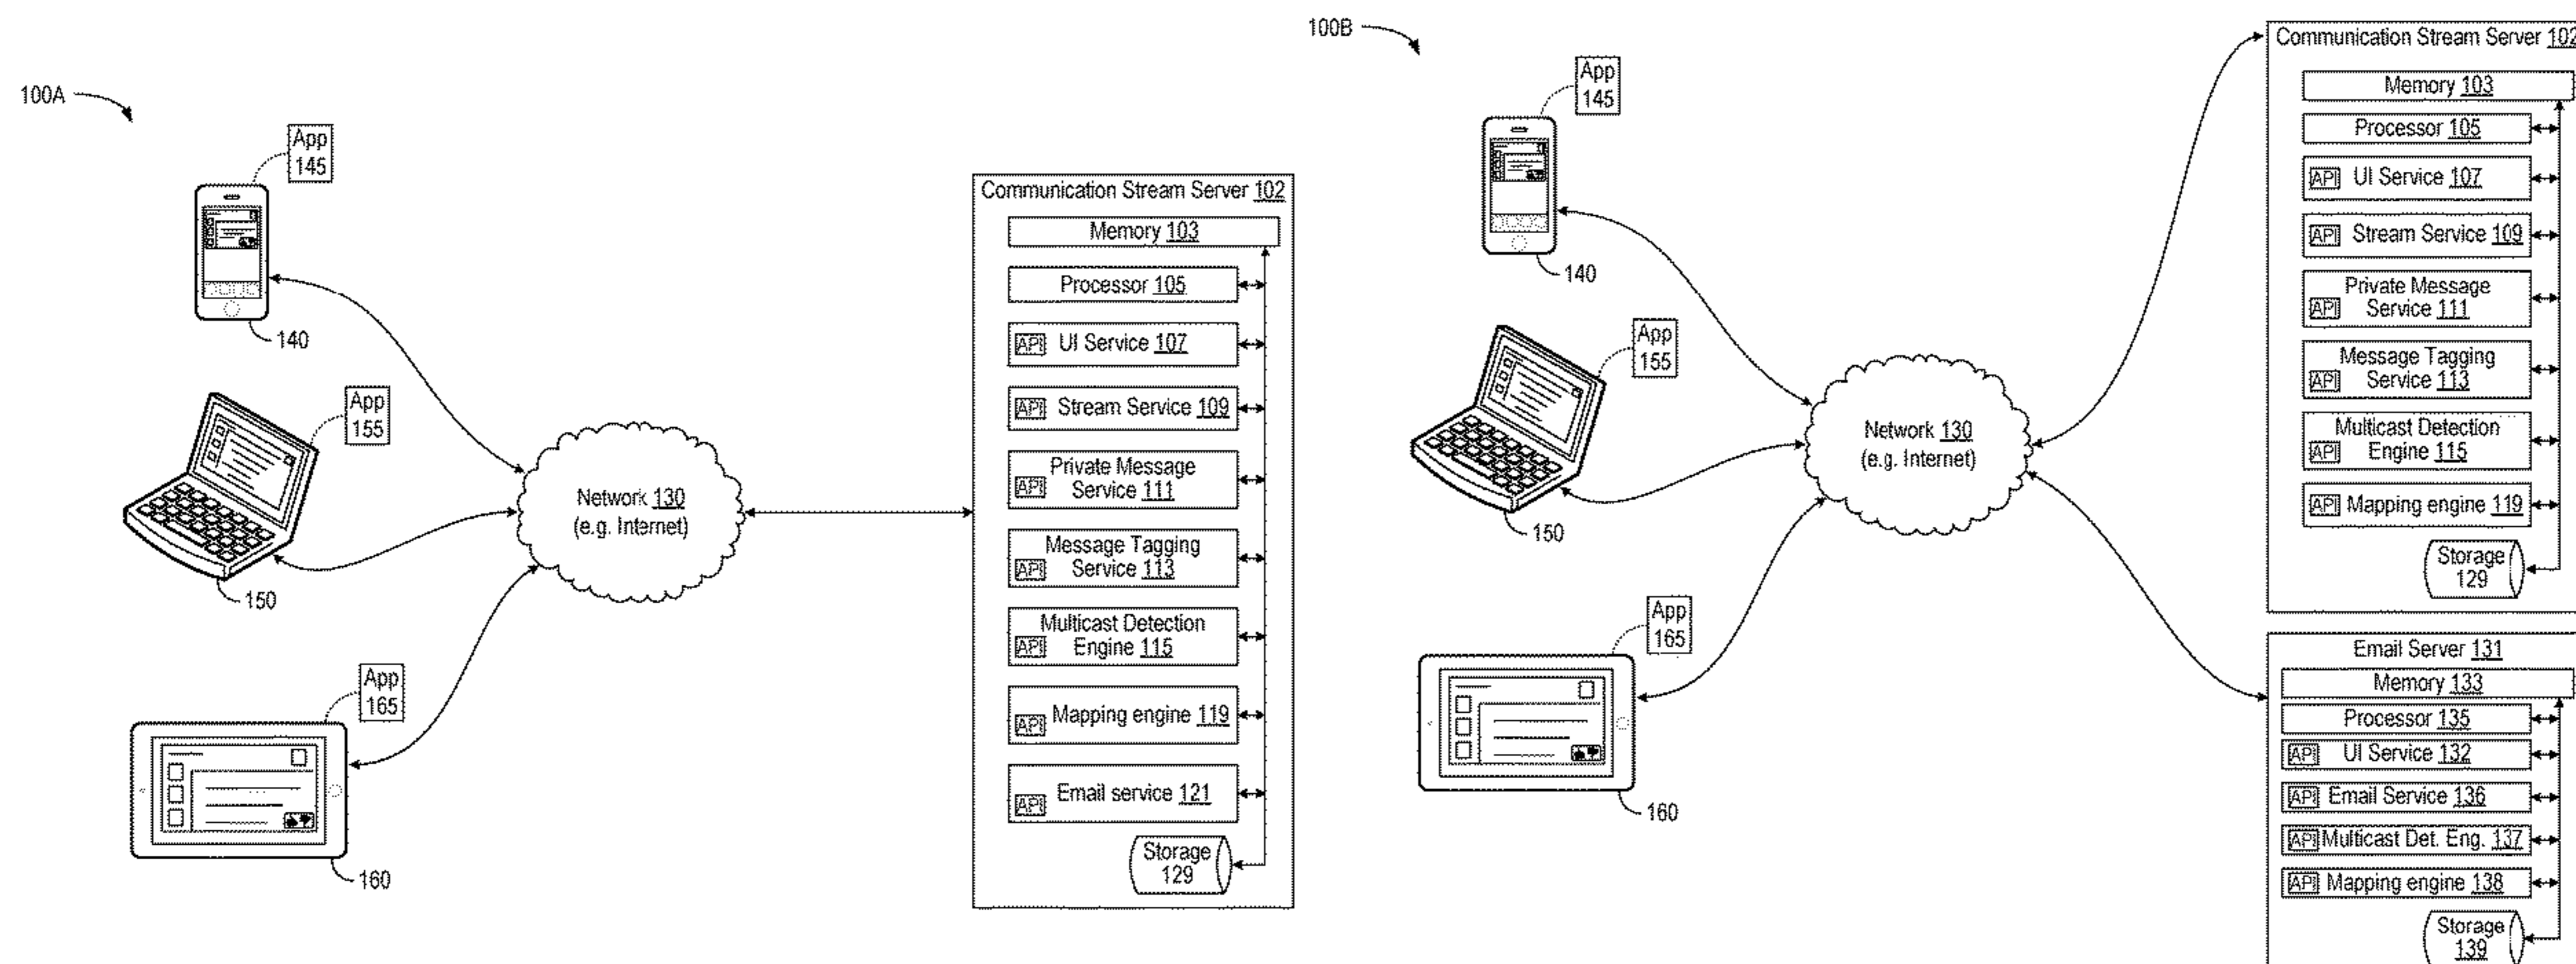 100A
App
145
140
App
155
150
App
165
160
Network 130
(e.g. Internet)
Communication Stream Server 102
Memory 103
Processor 105
API UI Service 107
API Stream Service 109
Private Message
API Service 111
Message Tagging
API Service 113
Multicast Detection
API Engine 115
API Mapping engine 119
API Email service 121
Storage
129
100B
App
145
140
App
155
150
App
165
160
Network 130
(e.g. Internet)
Communication Stream Server 102
Memory 103
Processor 105
API UI Service 107
API Stream Service 109
Private Message
API Service 111
Message Tagging
API Service 113
Multicast Detection
API Engine 115
API Mapping engine 119
Storage
129
Email Server 131
Memory 133
Processor 135
API UI Service 132
API Email Service 136
API Multicast Det. Eng. 137
API Mapping engine 138
Storage
139